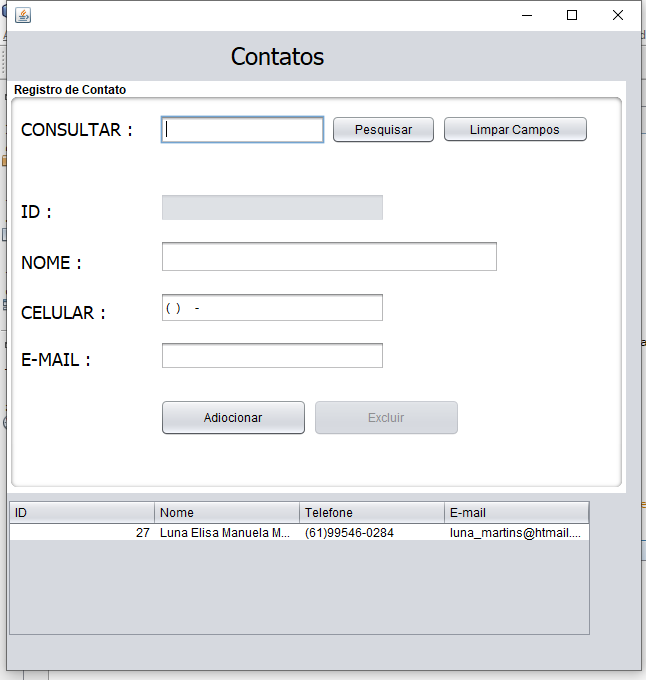 Contatos
Registro de Contato
CONSULTAR : Pesquisar Limpar Campos
ID :
NOME :
CELULAR : ( ) -
E-MAIL :
Adiocionar Excluir
ID Nome Telefone E-mail
27 Luna Elisa Manuela M... (61)99546-0284 luna_martins@htmail....